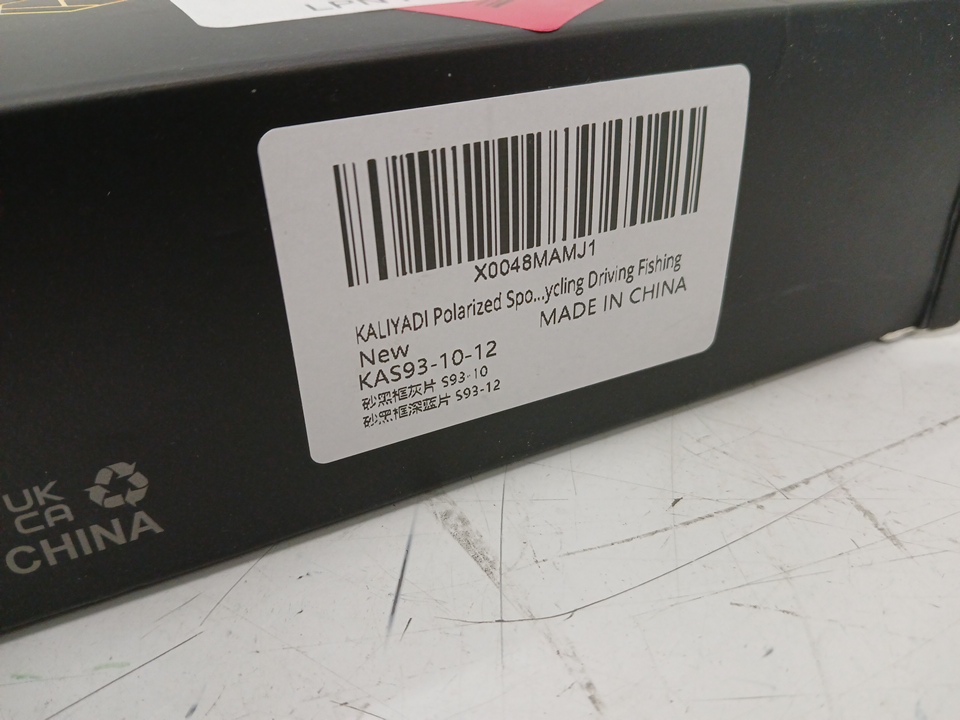 X0048MAMJ1
KALIYADI Polarized Spo...ycling Driving Fishing
New
MADE IN CHINA
KAS93-10-12
砂黑框灰片 S93-10
砂黑框深蓝片 S93-12
UK
CA
CHINA